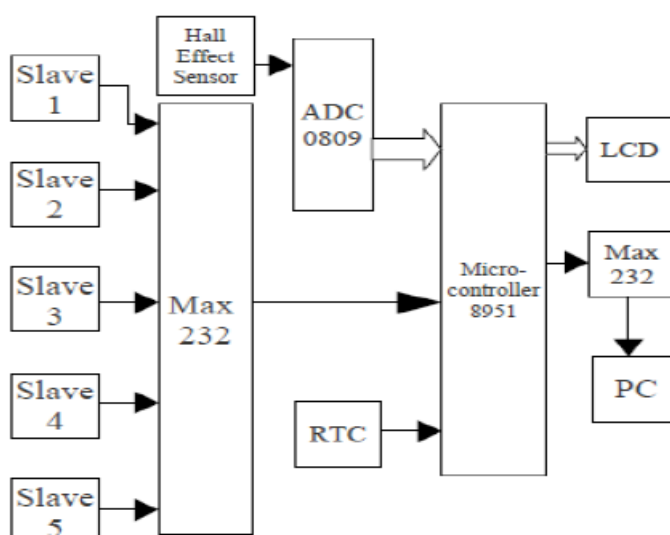 Hall
Effect
Sensor
Slave
1
Slave
2
Slave
3
Slave
4
Slave
5
Max
232
ADC
0809
RTC
Micro-
controller
8951
LCD
Max
232
PC